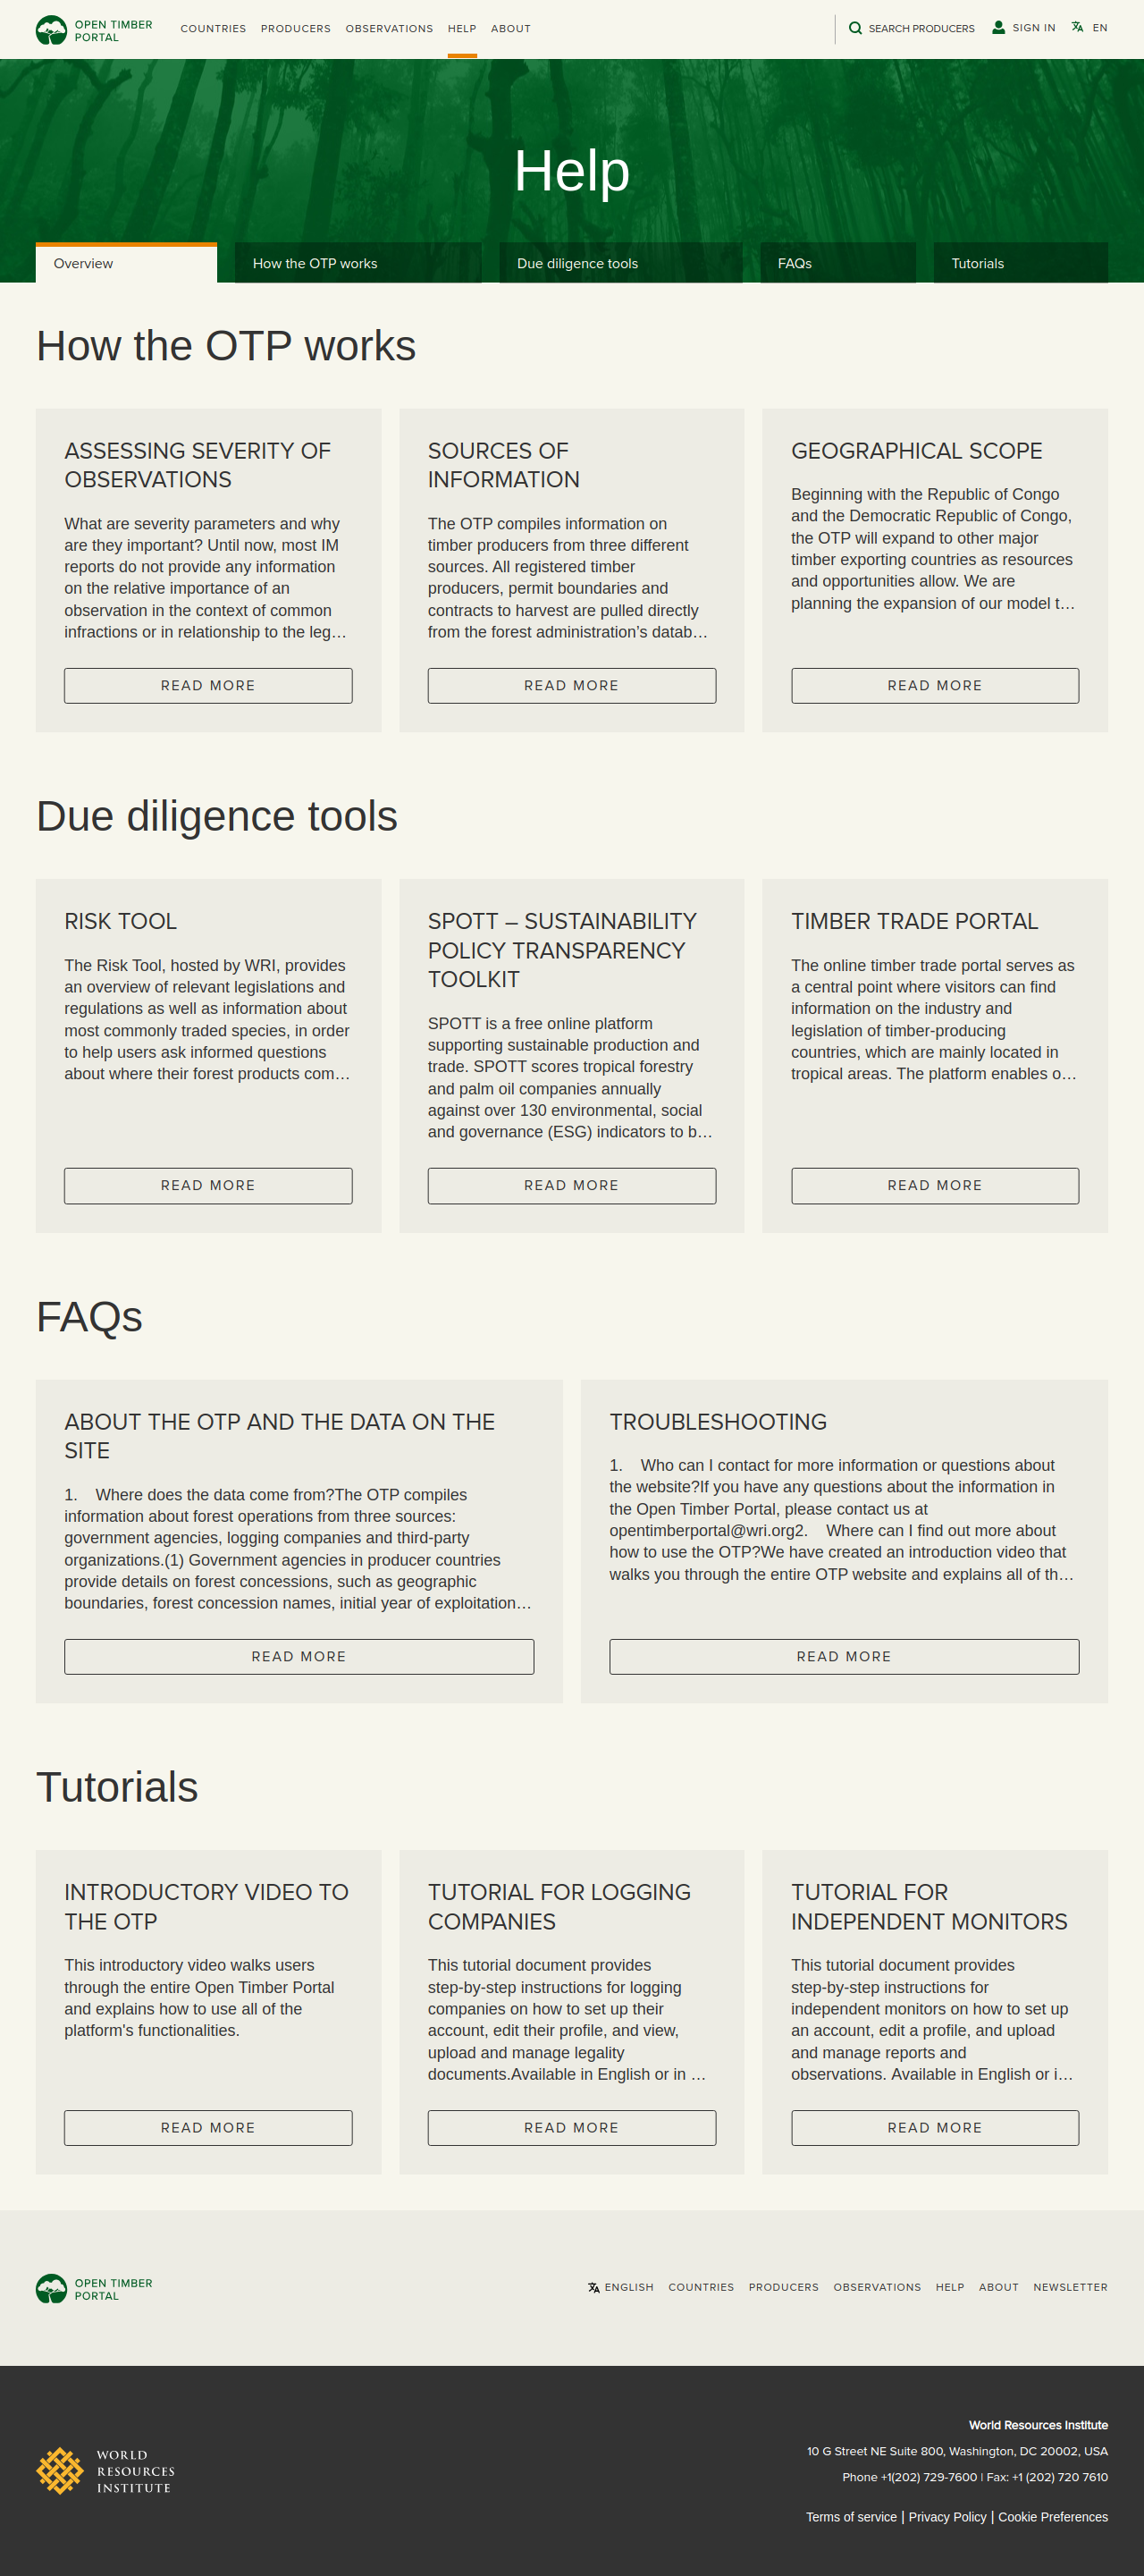 OPEN TIMBER
PORTAL
COUNTRIES PRODUCERS OBSERVATIONS HELP ABOUT
SEARCH PRODUCERS SIGN IN EN
Help
Overview How the OTP works Due diligence tools FAQs Tutorials
How the OTP works
ASSESSING SEVERITY OF
OBSERVATIONS
What are severity parameters and why
are they important? Until now, most IM
reports do not provide any information
on the relative importance of an
observation in the context of common
infractions or in relationship to the leg…
READ MORE
SOURCES OF
INFORMATION
The OTP compiles information on
timber producers from three different
sources. All registered timber
producers, permit boundaries and
contracts to harvest are pulled directly
from the forest administration’s datab…
READ MORE
GEOGRAPHICAL SCOPE
Beginning with the Republic of Congo
and the Democratic Republic of Congo,
the OTP will expand to other major
timber exporting countries as resources
and opportunities allow. We are
planning the expansion of our model t…
READ MORE
Due diligence tools
RISK TOOL
The Risk Tool, hosted by WRI, provides
an overview of relevant legislations and
regulations as well as information about
most commonly traded species, in order
to help users ask informed questions
about where their forest products com…
READ MORE
SPOTT – SUSTAINABILITY
POLICY TRANSPARENCY
TOOLKIT
SPOTT is a free online platform
supporting sustainable production and
trade. SPOTT scores tropical forestry
and palm oil companies annually
against over 130 environmental, social
and governance (ESG) indicators to b…
READ MORE
TIMBER TRADE PORTAL
The online timber trade portal serves as
a central point where visitors can find
information on the industry and
legislation of timber-producing
countries, which are mainly located in
tropical areas. The platform enables o…
READ MORE
FAQs
ABOUT THE OTP AND THE DATA ON THE
SITE
1. Where does the data come from?The OTP compiles
information about forest operations from three sources:
government agencies, logging companies and third-party
organizations.(1) Government agencies in producer countries
provide details on forest concessions, such as geographic
boundaries, forest concession names, initial year of exploitation…
READ MORE
TROUBLESHOOTING
1. Who can I contact for more information or questions about
the website?If you have any questions about the information in
the Open Timber Portal, please contact us at
opentimberportal@wri.org2. Where can I find out more about
how to use the OTP?We have created an introduction video that
walks you through the entire OTP website and explains all of th…
READ MORE
Tutorials
INTRODUCTORY VIDEO TO
THE OTP
This introductory video walks users
through the entire Open Timber Portal
and explains how to use all of the
platform's functionalities.
READ MORE
TUTORIAL FOR LOGGING
COMPANIES
This tutorial document provides
step-by-step instructions for logging
companies on how to set up their
account, edit their profile, and view,
upload and manage legality
documents.Available in English or in …
READ MORE
TUTORIAL FOR
INDEPENDENT MONITORS
This tutorial document provides
step-by-step instructions for
independent monitors on how to set up
an account, edit a profile, and upload
and manage reports and
observations. Available in English or i…
READ MORE
OPEN TIMBER
PORTAL
ENGLISH COUNTRIES PRODUCERS OBSERVATIONS HELP ABOUT NEWSLETTER
WORLD
RESOURCES
INSTITUTE
World Resources Institute
10 G Street NE Suite 800, Washington, DC 20002, USA
Phone +1(202) 729-7600 | Fax: +1 (202) 720 7610
Terms of service | Privacy Policy | Cookie Preferences